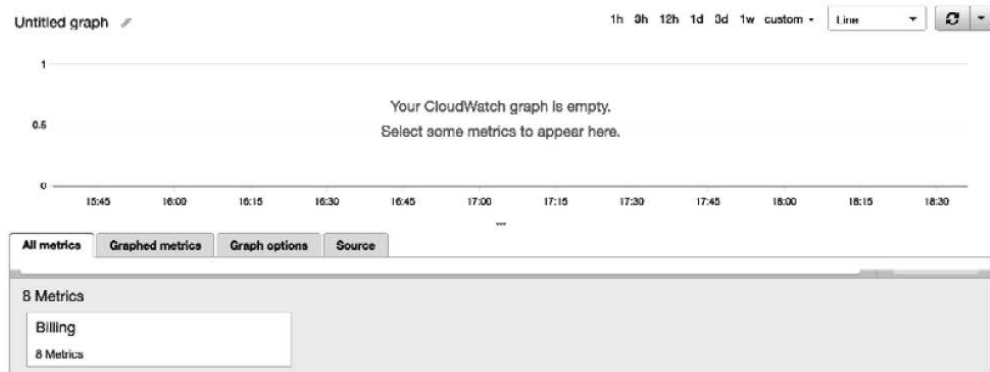 Untitled graph
1h 3h 12h 1d 3d 1w custom
Line
1
Your CloudWatch graph is empty.
0.5
Select some metrics to appear here.
0
15:45 16:00 16:15 16:30 16:45 17:00 17:15 17:30 17:45 18:00 18:15 18:30
...
All metrics Graphed metrics Graph options Source
8 Metrics
Billing
8 Metrics